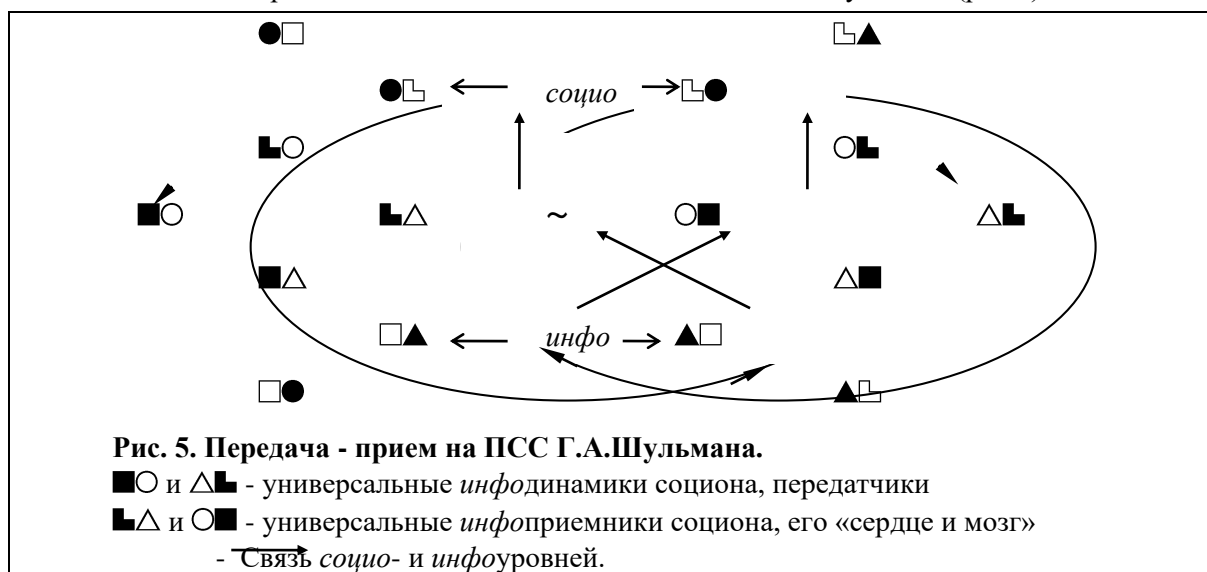 социо
~
инфо
Рис. 5. Передача - прием на ПСС Г.А.Шульмана.
■○ и △▙ - универсальные инфодинамики социона, передатчики
▙△ и ○■ - универсальные инфоприемники социона, его «сердце и мозг»
- Связь социо- и инфоуровней.